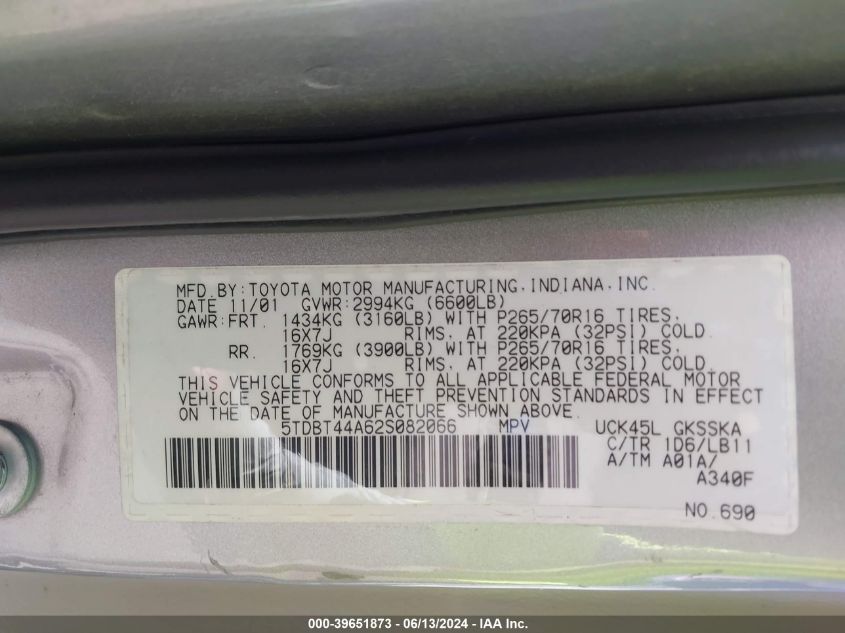 MFD. BY: TOYOTA MOTOR MANUFACTURING, INDIANA, INC.
DATE 11/01 GVWR: 2994KG (6600LB)
GAWR: FRT. 1434KG (3160LB) WITH P265/70R16 TIRES,
16X7J RIMS, AT 220KPA (32PSI) COLD.
RR. 1769KG (3900LB) WITH P265/70R16 TIRES,
16X7J RIMS, AT 220KPA (32PSI) COLD.
THIS VEHICLE CONFORMS TO ALL APPLICABLE FEDERAL MOTOR
VEHICLE SAFETY AND THEFT PREVENTION STANDARDS IN EFFECT
ON THE DATE OF MANUFACTURE SHOWN ABOVE.
5TDBT44A62S082066 MPV UCK45L GKSSKA
C/TR 1D6/LB11
A/TM A01A/
A340F
NO. 690
000-39651873 - 06/13/2024 - IAA Inc.